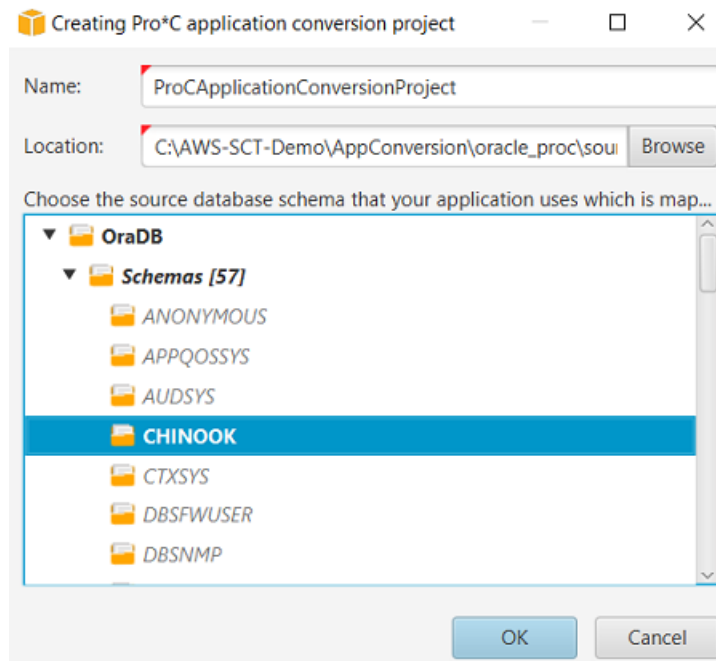 Creating Pro*C application conversion project
Name: ProCApplicationConversionProject
Location: C:\AWS-SCT-Demo\AppConversion\oracle_proc\sou Browse
Choose the source database schema that your application uses which is map...
OraDB
Schemas [57]
ANONYMOUS
APPQOSSYS
AUDSYS
CHINOOK
CTXSYS
DBSFWUSER
DBSNMP
OK Cancel